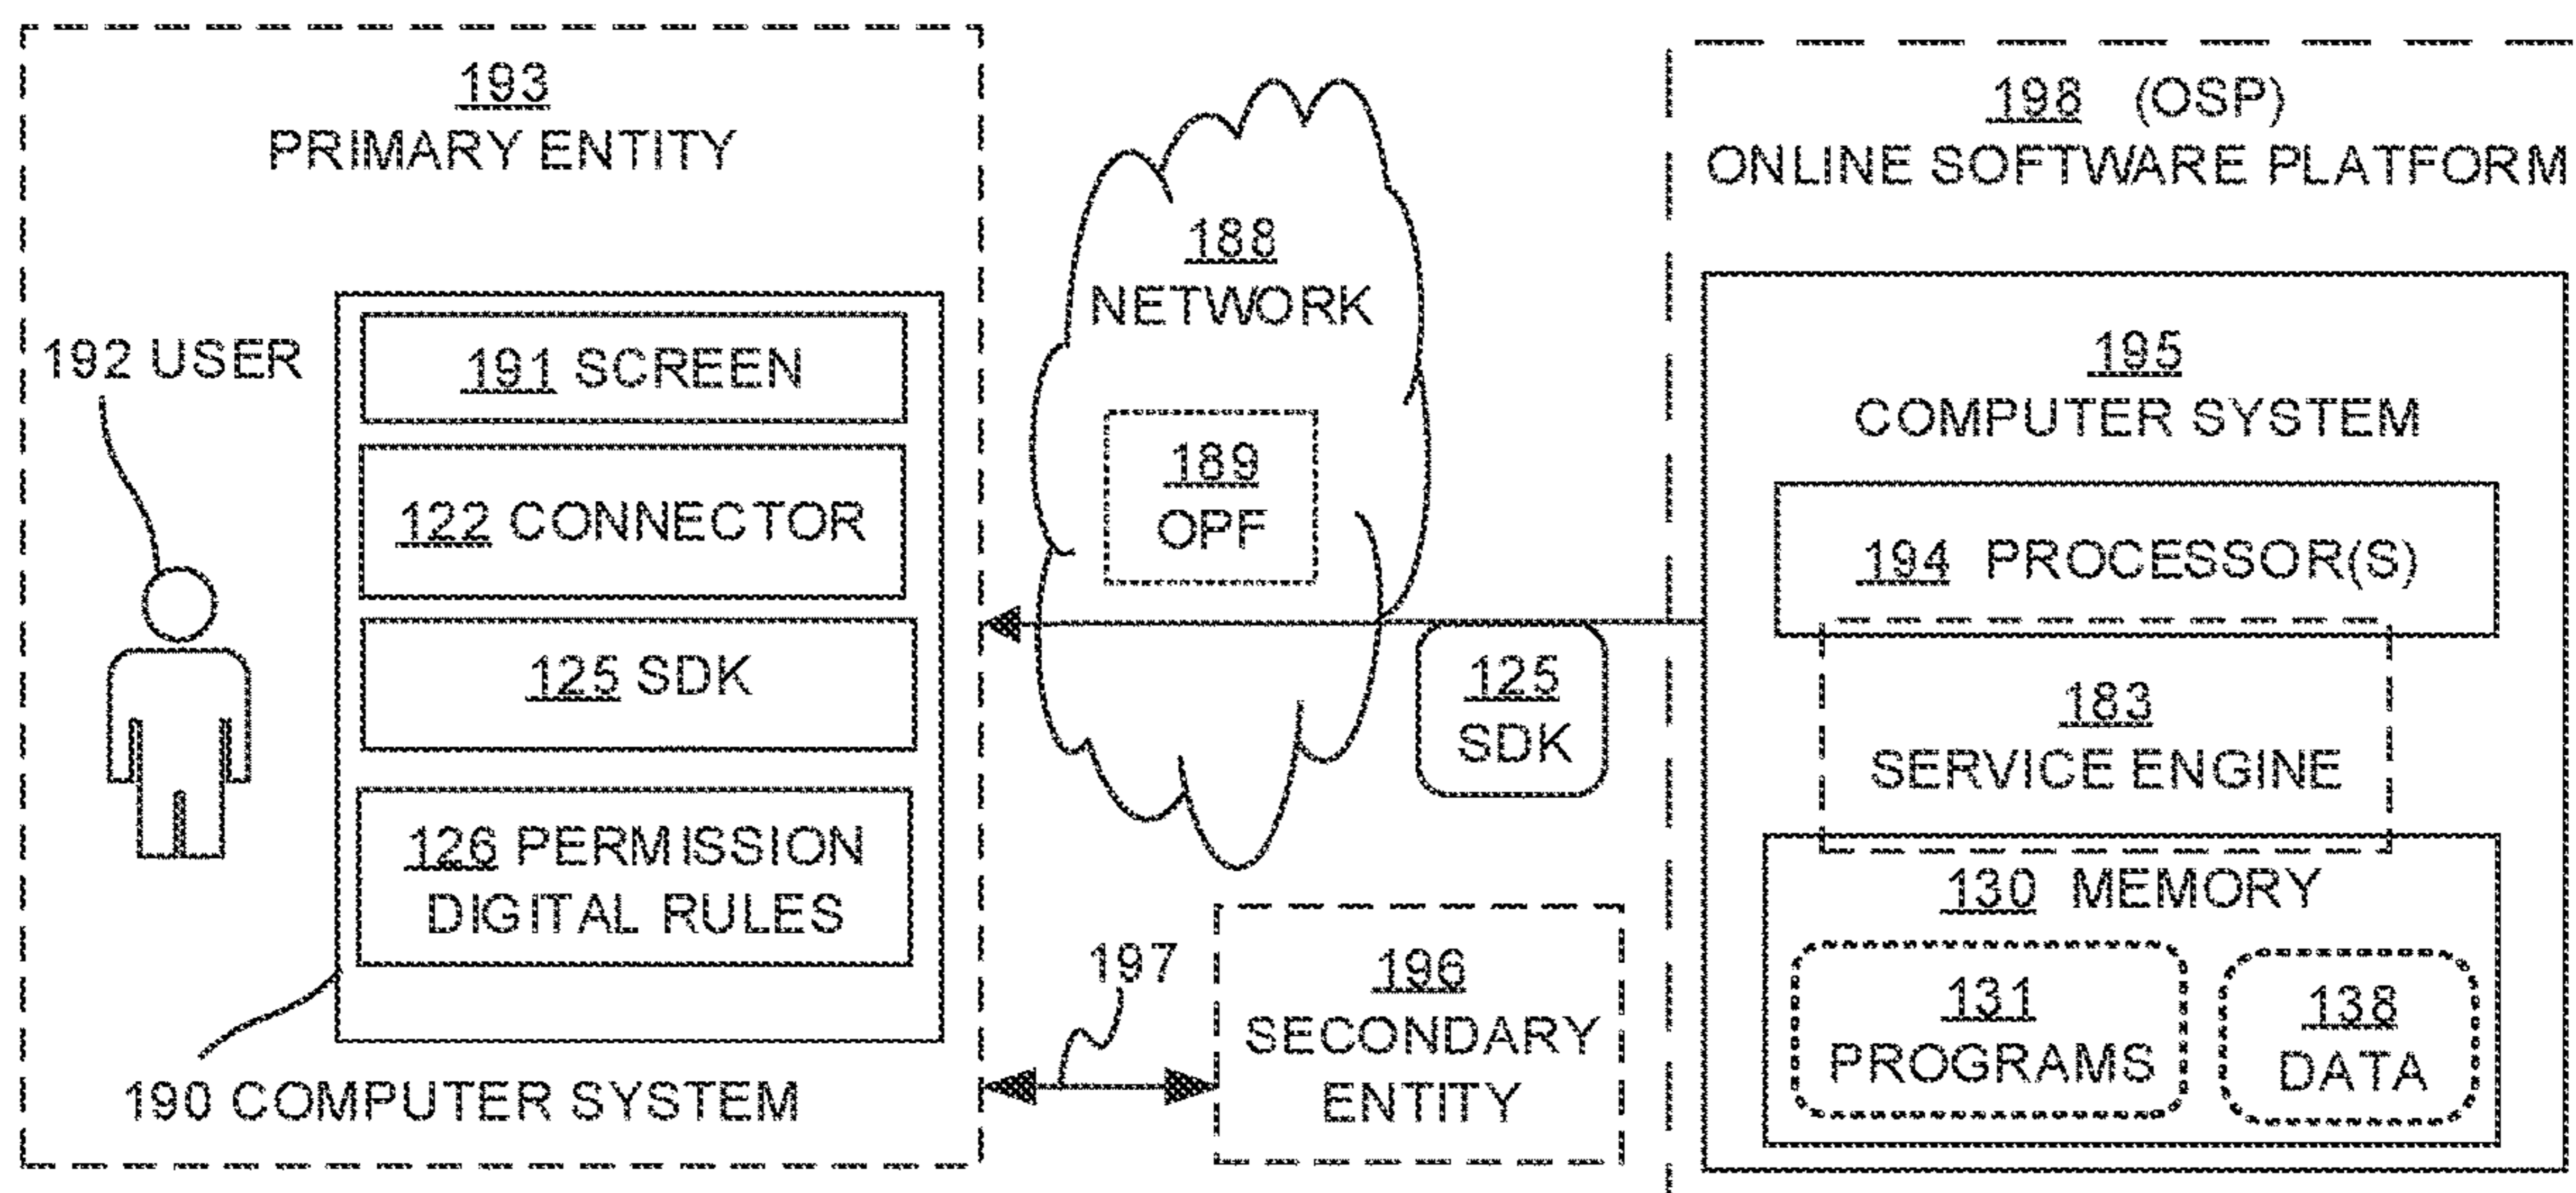 193
PRIMARY ENTITY
192 USER
191 SCREEN
122 CONNECTOR
125 SDK
126 PERMISSION
DIGITAL RULES
190 COMPUTER SYSTEM
188
NETWORK
189
OPF
125
SDK
197
196
SECONDARY
ENTITY
198 (OSP)
ONLINE SOFTWARE PLATFORM
195
COMPUTER SYSTEM
194 PROCESSOR(S)
183
SERVICE ENGINE
130 MEMORY
131
PROGRAMS
138
DATA